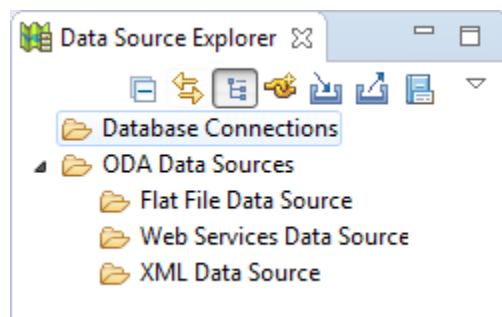 Data Source Explorer
Database Connections
ODA Data Sources
Flat File Data Source
Web Services Data Source
XML Data Source